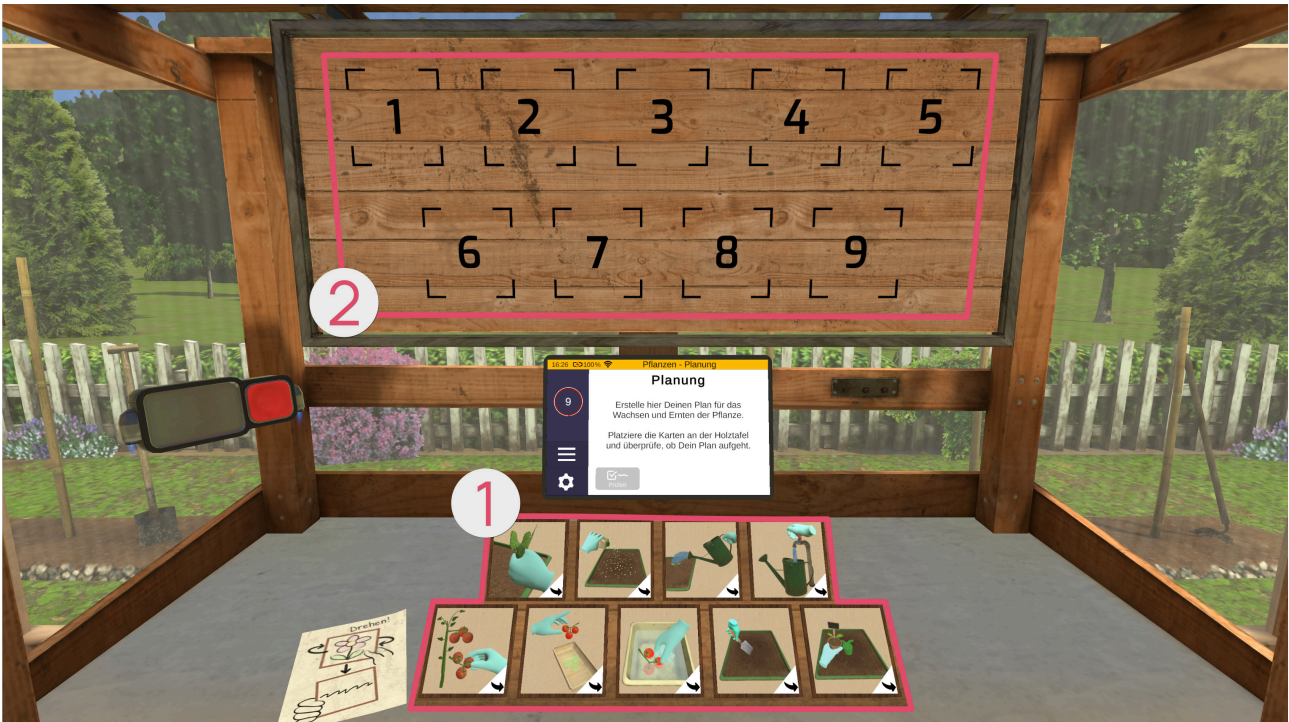 1 2 3 4 5
6 7 8 9
2
16:26 100% Pflanzen - Planung
Planung
9
Erstelle hier Deinen Plan für das
Wachsen und Ernten der Pflanze.
Platziere die Karten an der Holztafel
und überprüfe, ob Dein Plan aufgeht.
Prüfen
1
Drehen!